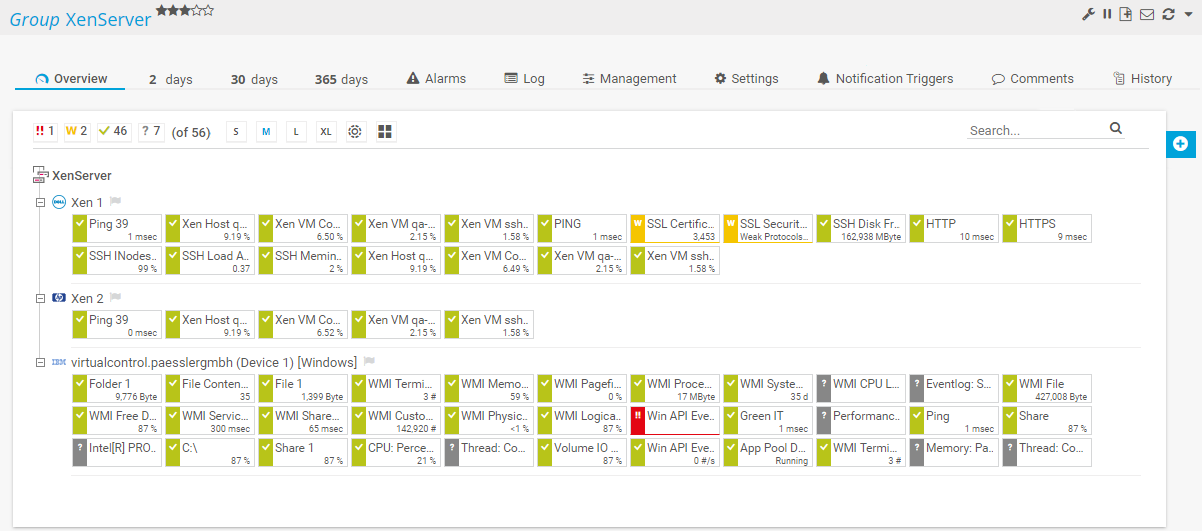 Group XenServer
Overview 2 days 30 days 365 days Alarms Log Management Settings Notification Triggers Comments History
!! 1 W 2 46 ? 7 (of 56) S M L XL Search...
XenServer
DELL Xen 1
Ping 39 Xen Host q... Xen VM Co... Xen VM qa-... Xen VM ssh... PING W SSL Certific... W SSL Securit... SSH Disk Fr... HTTP HTTPS
1 msec 9.19 % 6.50 % 2.15 % 1.58 % 1 msec 3,453 Weak Protocols... 162,938 MByte 10 msec 9 msec
SSH INodes... SSH Load A... SSH Memin... Xen Host q... Xen VM Co... Xen VM qa-... Xen VM ssh...
99 % 0.37 2 % 9.19 % 6.49 % 2.15 % 1.58 %
hp Xen 2
Ping 39 Xen Host q... Xen VM Co... Xen VM qa-... Xen VM ssh...
0 msec 9.19 % 6.52 % 2.15 % 1.58 %
IBM virtualcontrol.paesslergmbh (Device 1) [Windows]
Folder 1 File Conten... File 1 WMI Termi... WMI Memo... WMI Pagefi... WMI Proce... WMI Syste... ? WMI CPU L... ? Eventlog: S... WMI File
9,776 Byte 35 1,399 Byte 3 # 59 % 0 % 17 MByte 35 d 427,008 Byte
WMI Free D... WMI Servic... WMI Share... WMI Custo... WMI Physic... WMI Logica... !! Win API Eve... Green IT ? Performanc... Ping Share
87 % 300 msec 65 msec 142,920 # <1 % 87 % 1 msec 1 msec 87 %
? Intel[R] PRO... C:\ Share 1 CPU: Perce... ? Thread: Co... Volume IO ... Win API Eve... App Pool D... WMI Termi... ? Memory: Pa... ? Thread: Co...
87 % 87 % 21 % 87 % 0 #/s Running 3 #